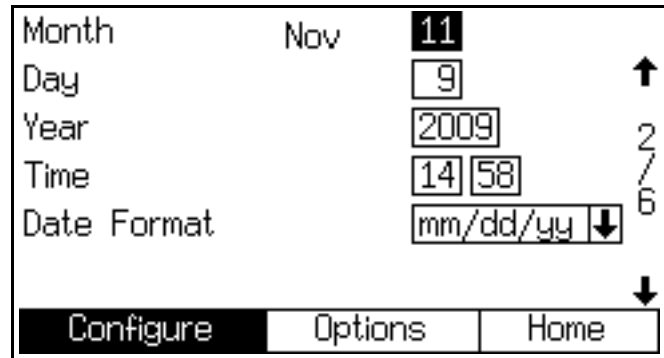 Month Nov 11
Day 9
Year 2009
Time 14 58
Date Format mm/dd/yy
2/6
Configure Options Home